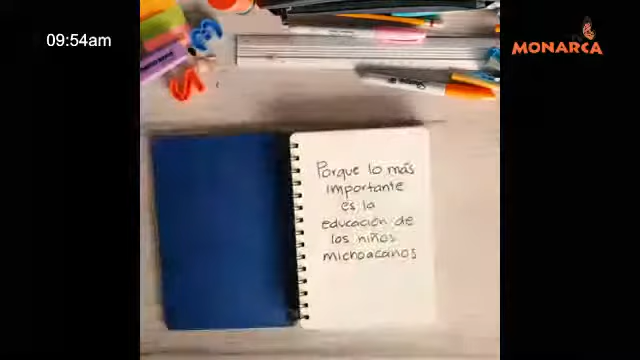 09:54am
MONARCA
Porque lo más
importante
es la
educación de
los niños
michoacanos